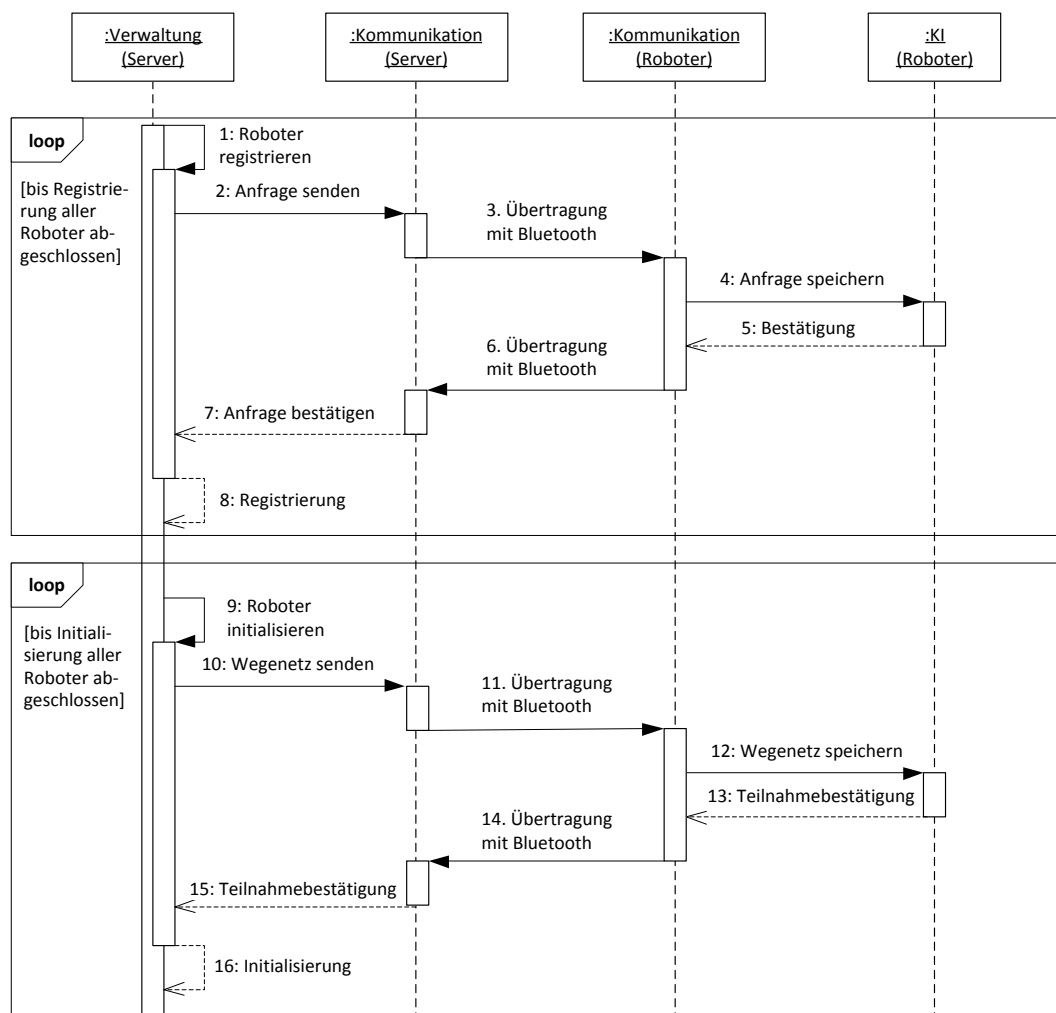 :Verwaltung
(Server)
:Kommunikation
(Server)
:Kommunikation
(Roboter)
:KI
(Roboter)
loop
[bis Registrie-
rung aller
Roboter ab-
geschlossen]
1: Roboter
registrieren
2: Anfrage senden
3. Übertragung
mit Bluetooth
4: Anfrage speichern
5: Bestätigung
6. Übertragung
mit Bluetooth
7: Anfrage bestätigen
8: Registrierung
loop
[bis Initiali-
sierung aller
Roboter ab-
geschlossen]
9: Roboter
initialisieren
10: Wegenetz senden
11. Übertragung
mit Bluetooth
12: Wegenetz speichern
13: Teilnahmebestätigung
14. Übertragung
mit Bluetooth
15: Teilnahmebestätigung
16: Initialisierung